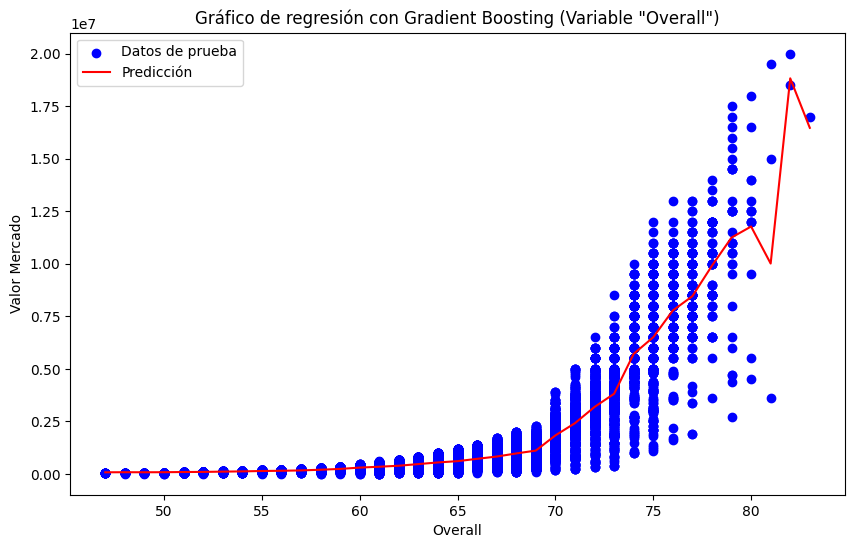 Gráfico de regresión con Gradient Boosting (Variable "Overall")
1e7
Datos de prueba
Predicción
2.00
1.75
1.50
1.25
1.00
0.75
0.50
0.25
0.00
Valor Mercado
50 55 60 65 70 75 80
Overall